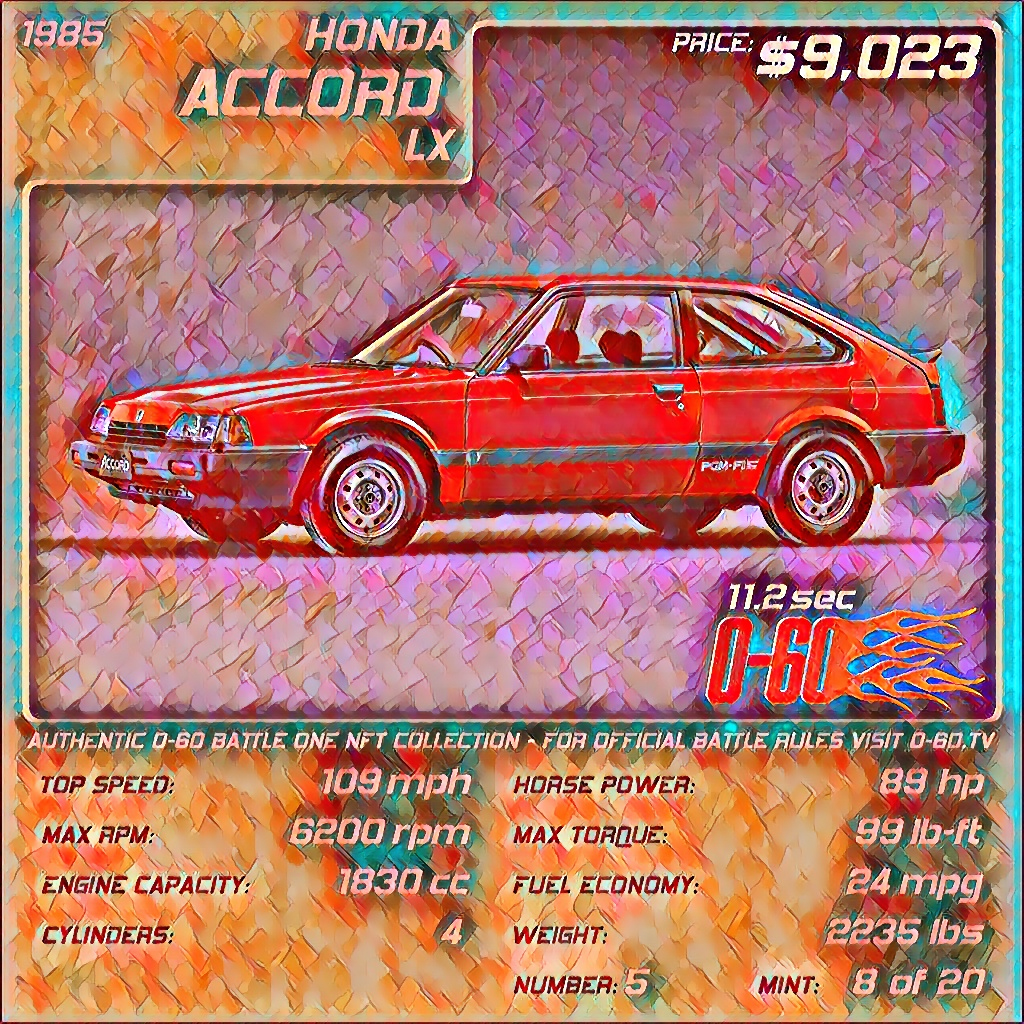 1985
HONDA
ACCORD
LX
PRICE: $9,023
ACCORD
PGM-FI
11.2 sec
0-60
AUTHENTIC 0-60 BATTLE ONE NFT COLLECTION - FOR OFFICIAL BATTLE RULES VISIT 0-60.TV
TOP SPEED: 109 mph
HORSE POWER: 89 hp
MAX RPM: 6200 rpm
MAX TORQUE: 99 lb-ft
ENGINE CAPACITY: 1830 cc
FUEL ECONOMY: 24 mpg
CYLINDERS: 4
WEIGHT: 2235 lbs
NUMBER: 5
MINT: 8 of 20